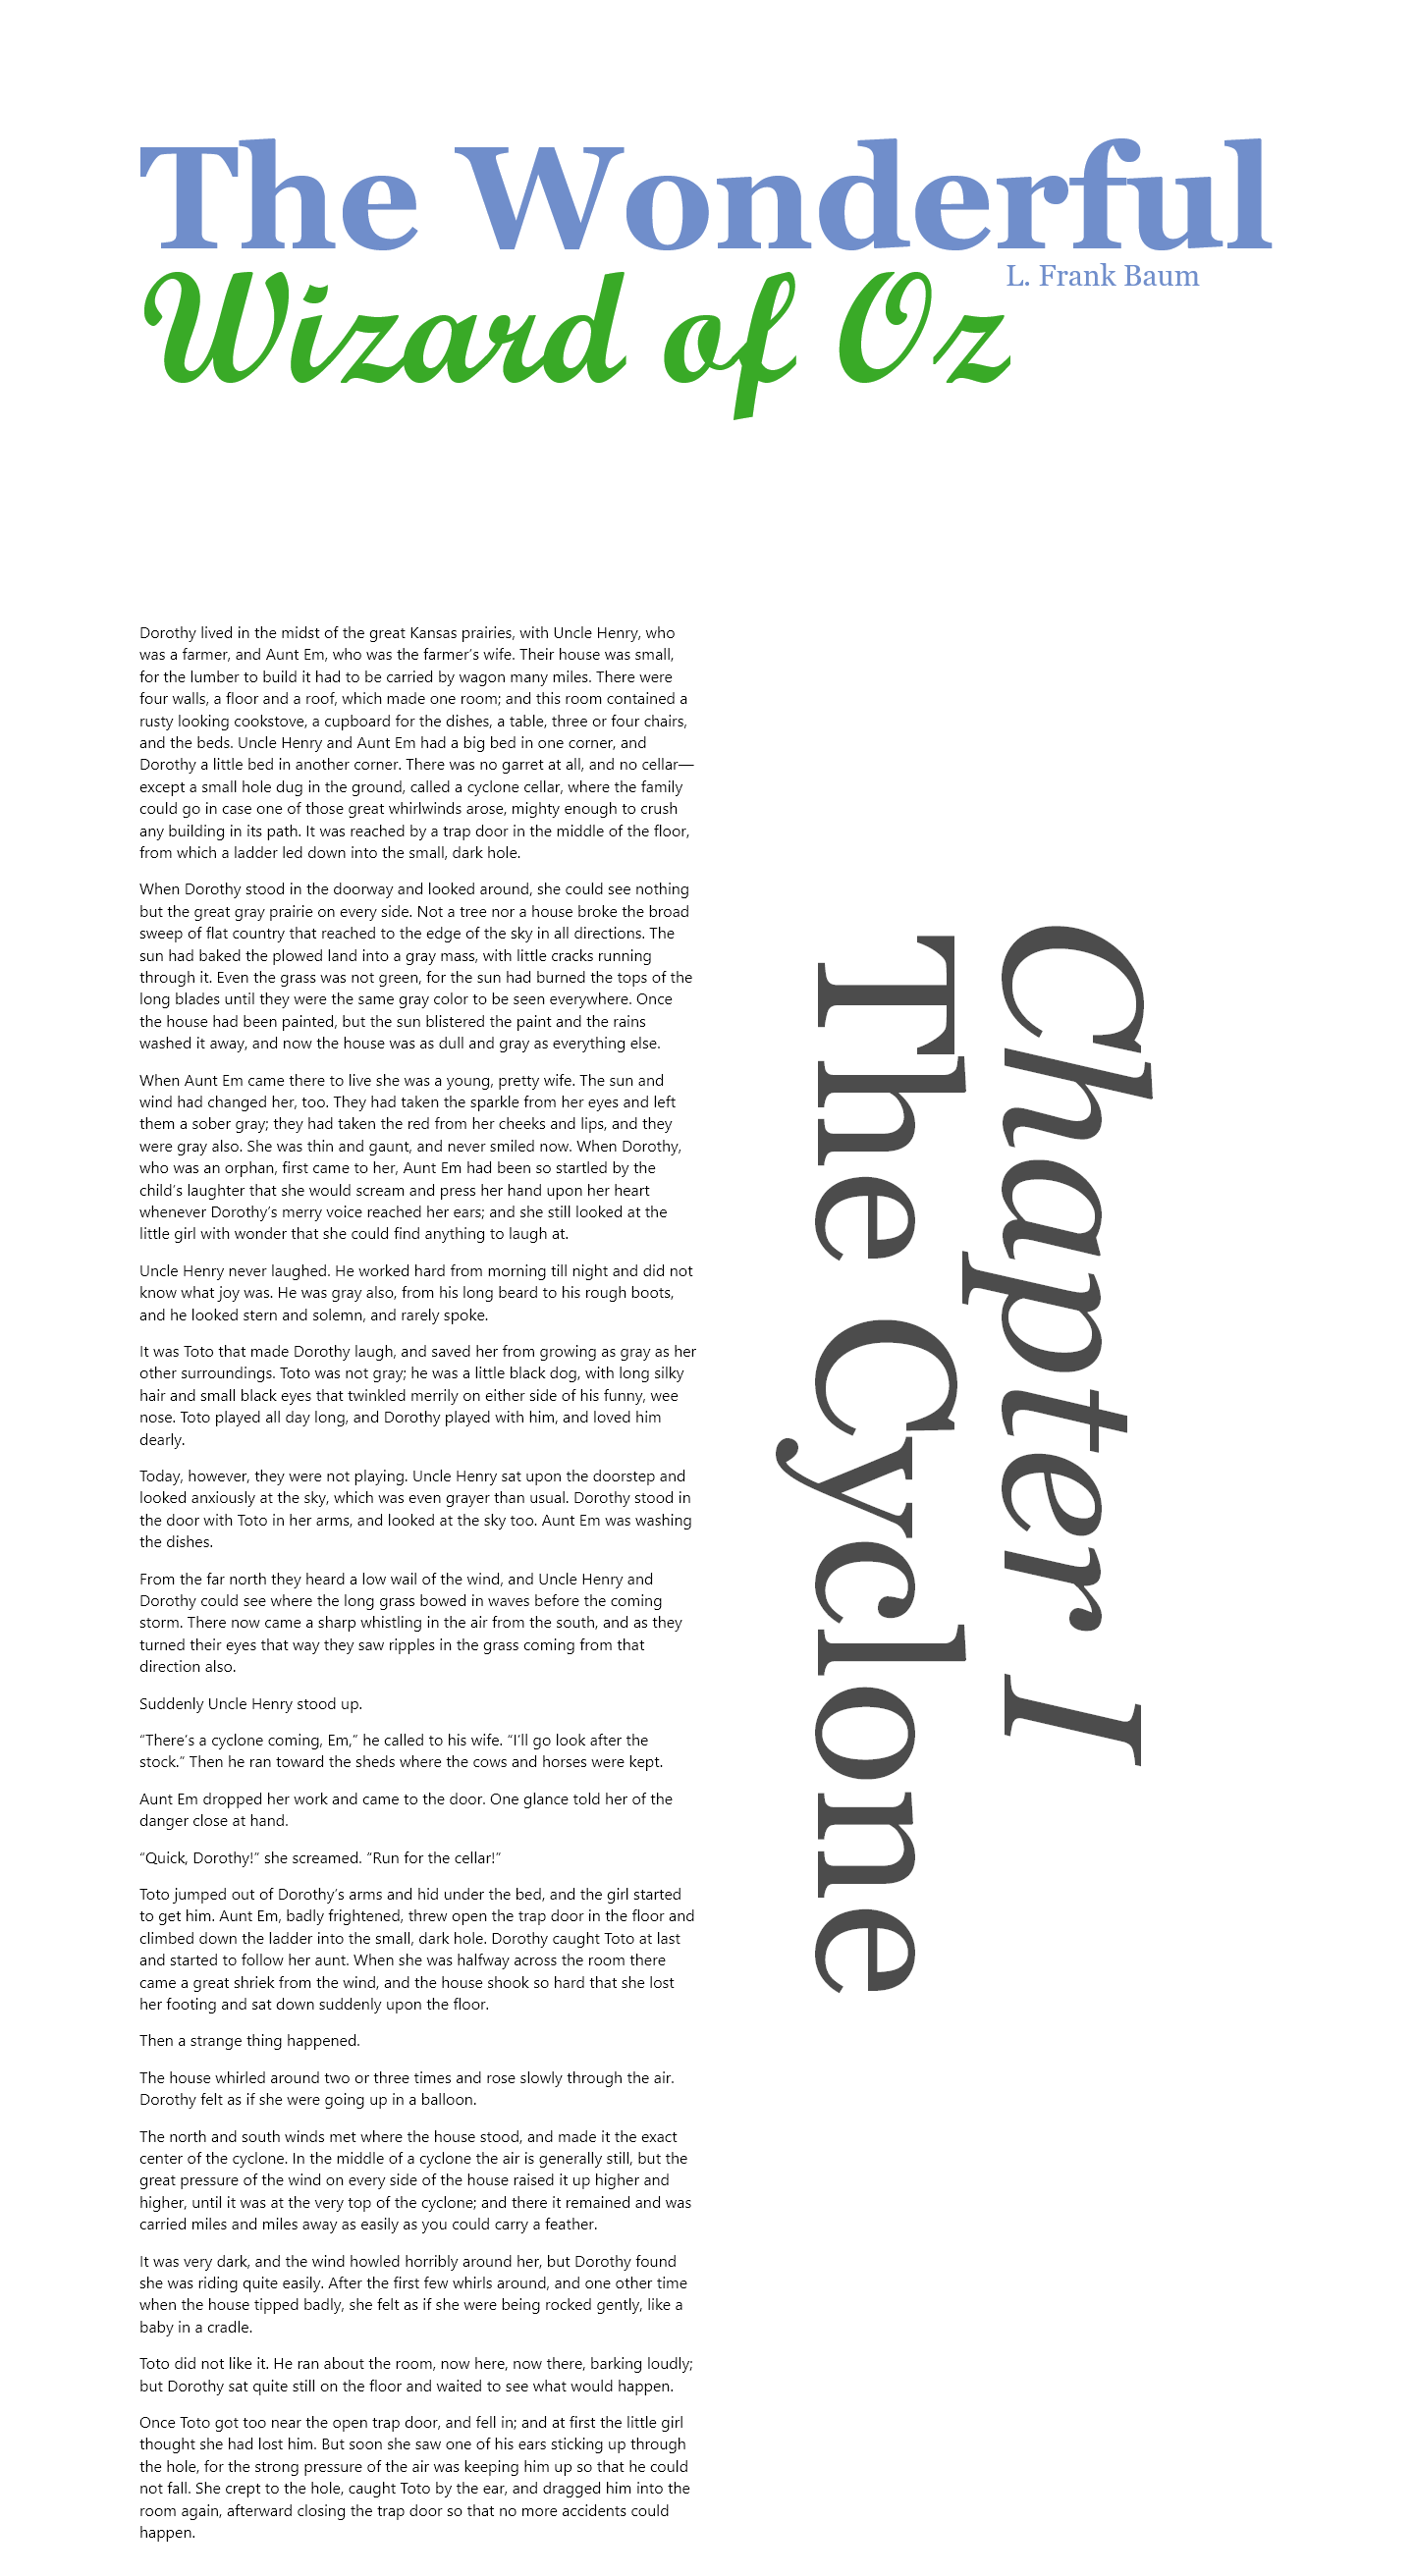 The Wonderful
Wizard of Oz
L. Frank Baum
Chapter I
The Cyclone
Dorothy lived in the midst of the great Kansas prairies, with Uncle Henry, who
was a farmer, and Aunt Em, who was the farmer’s wife. Their house was small,
for the lumber to build it had to be carried by wagon many miles. There were
four walls, a floor and a roof, which made one room; and this room contained a
rusty looking cookstove, a cupboard for the dishes, a table, three or four chairs,
and the beds. Uncle Henry and Aunt Em had a big bed in one corner, and
Dorothy a little bed in another corner. There was no garret at all, and no cellar—
except a small hole dug in the ground, called a cyclone cellar, where the family
could go in case one of those great whirlwinds arose, mighty enough to crush
any building in its path. It was reached by a trap door in the middle of the floor,
from which a ladder led down into the small, dark hole.
When Dorothy stood in the doorway and looked around, she could see nothing
but the great gray prairie on every side. Not a tree nor a house broke the broad
sweep of flat country that reached to the edge of the sky in all directions. The
sun had baked the plowed land into a gray mass, with little cracks running
through it. Even the grass was not green, for the sun had burned the tops of the
long blades until they were the same gray color to be seen everywhere. Once
the house had been painted, but the sun blistered the paint and the rains
washed it away, and now the house was as dull and gray as everything else.
When Aunt Em came there to live she was a young, pretty wife. The sun and
wind had changed her, too. They had taken the sparkle from her eyes and left
them a sober gray; they had taken the red from her cheeks and lips, and they
were gray also. She was thin and gaunt, and never smiled now. When Dorothy,
who was an orphan, first came to her, Aunt Em had been so startled by the
child’s laughter that she would scream and press her hand upon her heart
whenever Dorothy’s merry voice reached her ears; and she still looked at the
little girl with wonder that she could find anything to laugh at.
Uncle Henry never laughed. He worked hard from morning till night and did not
know what joy was. He was gray also, from his long beard to his rough boots,
and he looked stern and solemn, and rarely spoke.
It was Toto that made Dorothy laugh, and saved her from growing as gray as her
other surroundings. Toto was not gray; he was a little black dog, with long silky
hair and small black eyes that twinkled merrily on either side of his funny, wee
nose. Toto played all day long, and Dorothy played with him, and loved him
dearly.
Today, however, they were not playing. Uncle Henry sat upon the doorstep and
looked anxiously at the sky, which was even grayer than usual. Dorothy stood in
the door with Toto in her arms, and looked at the sky too. Aunt Em was washing
the dishes.
From the far north they heard a low wail of the wind, and Uncle Henry and
Dorothy could see where the long grass bowed in waves before the coming
storm. There now came a sharp whistling in the air from the south, and as they
turned their eyes that way they saw ripples in the grass coming from that
direction also.
Suddenly Uncle Henry stood up.
“There’s a cyclone coming, Em,” he called to his wife. “I’ll go look after the
stock.” Then he ran toward the sheds where the cows and horses were kept.
Aunt Em dropped her work and came to the door. One glance told her of the
danger close at hand.
“Quick, Dorothy!” she screamed. “Run for the cellar!”
Toto jumped out of Dorothy’s arms and hid under the bed, and the girl started
to get him. Aunt Em, badly frightened, threw open the trap door in the floor and
climbed down the ladder into the small, dark hole. Dorothy caught Toto at last
and started to follow her aunt. When she was halfway across the room there
came a great shriek from the wind, and the house shook so hard that she lost
her footing and sat down suddenly upon the floor.
Then a strange thing happened.
The house whirled around two or three times and rose slowly through the air.
Dorothy felt as if she were going up in a balloon.
The north and south winds met where the house stood, and made it the exact
center of the cyclone. In the middle of a cyclone the air is generally still, but the
great pressure of the wind on every side of the house raised it up higher and
higher, until it was at the very top of the cyclone; and there it remained and was
carried miles and miles away as easily as you could carry a feather.
It was very dark, and the wind howled horribly around her, but Dorothy found
she was riding quite easily. After the first few whirls around, and one other time
when the house tipped badly, she felt as if she were being rocked gently, like a
baby in a cradle.
Toto did not like it. He ran about the room, now here, now there, barking loudly;
but Dorothy sat quite still on the floor and waited to see what would happen.
Once Toto got too near the open trap door, and fell in; and at first the little girl
thought she had lost him. But soon she saw one of his ears sticking up through
the hole, for the strong pressure of the air was keeping him up so that he could
not fall. She crept to the hole, caught Toto by the ear, and dragged him into the
room again, afterward closing the trap door so that no more accidents could
happen.